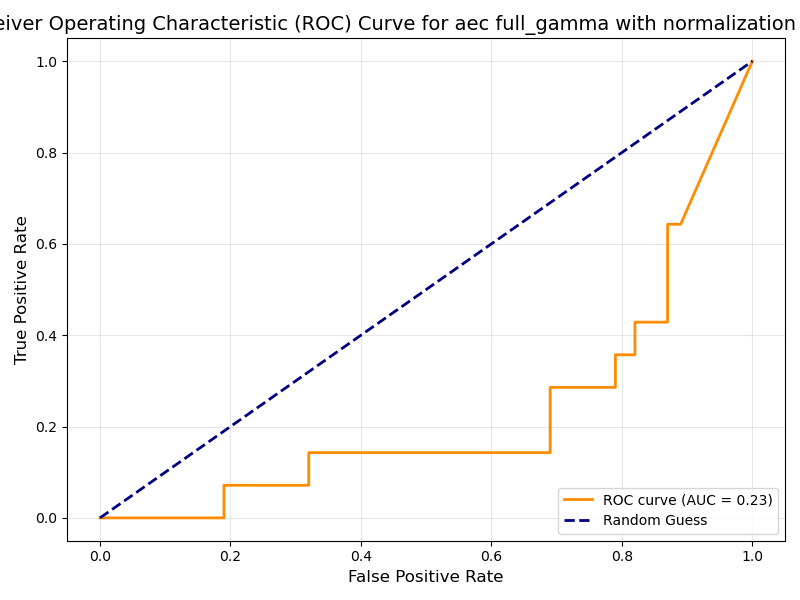 eiver Operating Characteristic (ROC) Curve for aec full_gamma with normalization
True Positive Rate
1.0
0.8
0.6
0.4
0.2
0.0
0.0 0.2 0.4 0.6 0.8 1.0
False Positive Rate
ROC curve (AUC = 0.23)
Random Guess